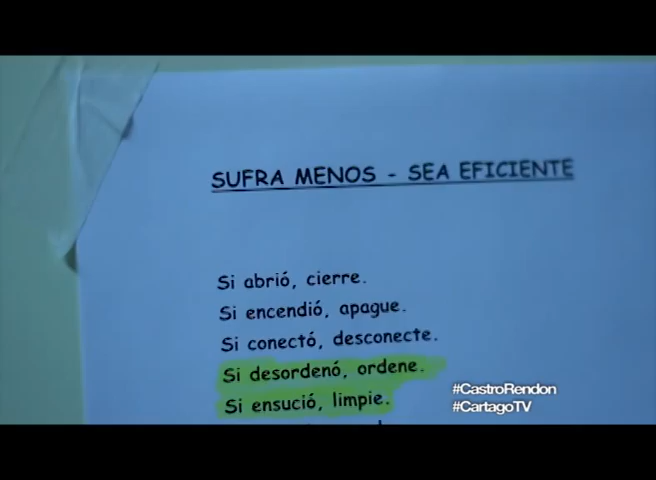 SUFRA MENOS - SEA EFICIENTE
Si abrió, cierre.
Si encendió, apague.
Si conectó, desconecte.
Si desordenó, ordene.
Si ensució, limpie.
#CastroRendon
#CartagoTV